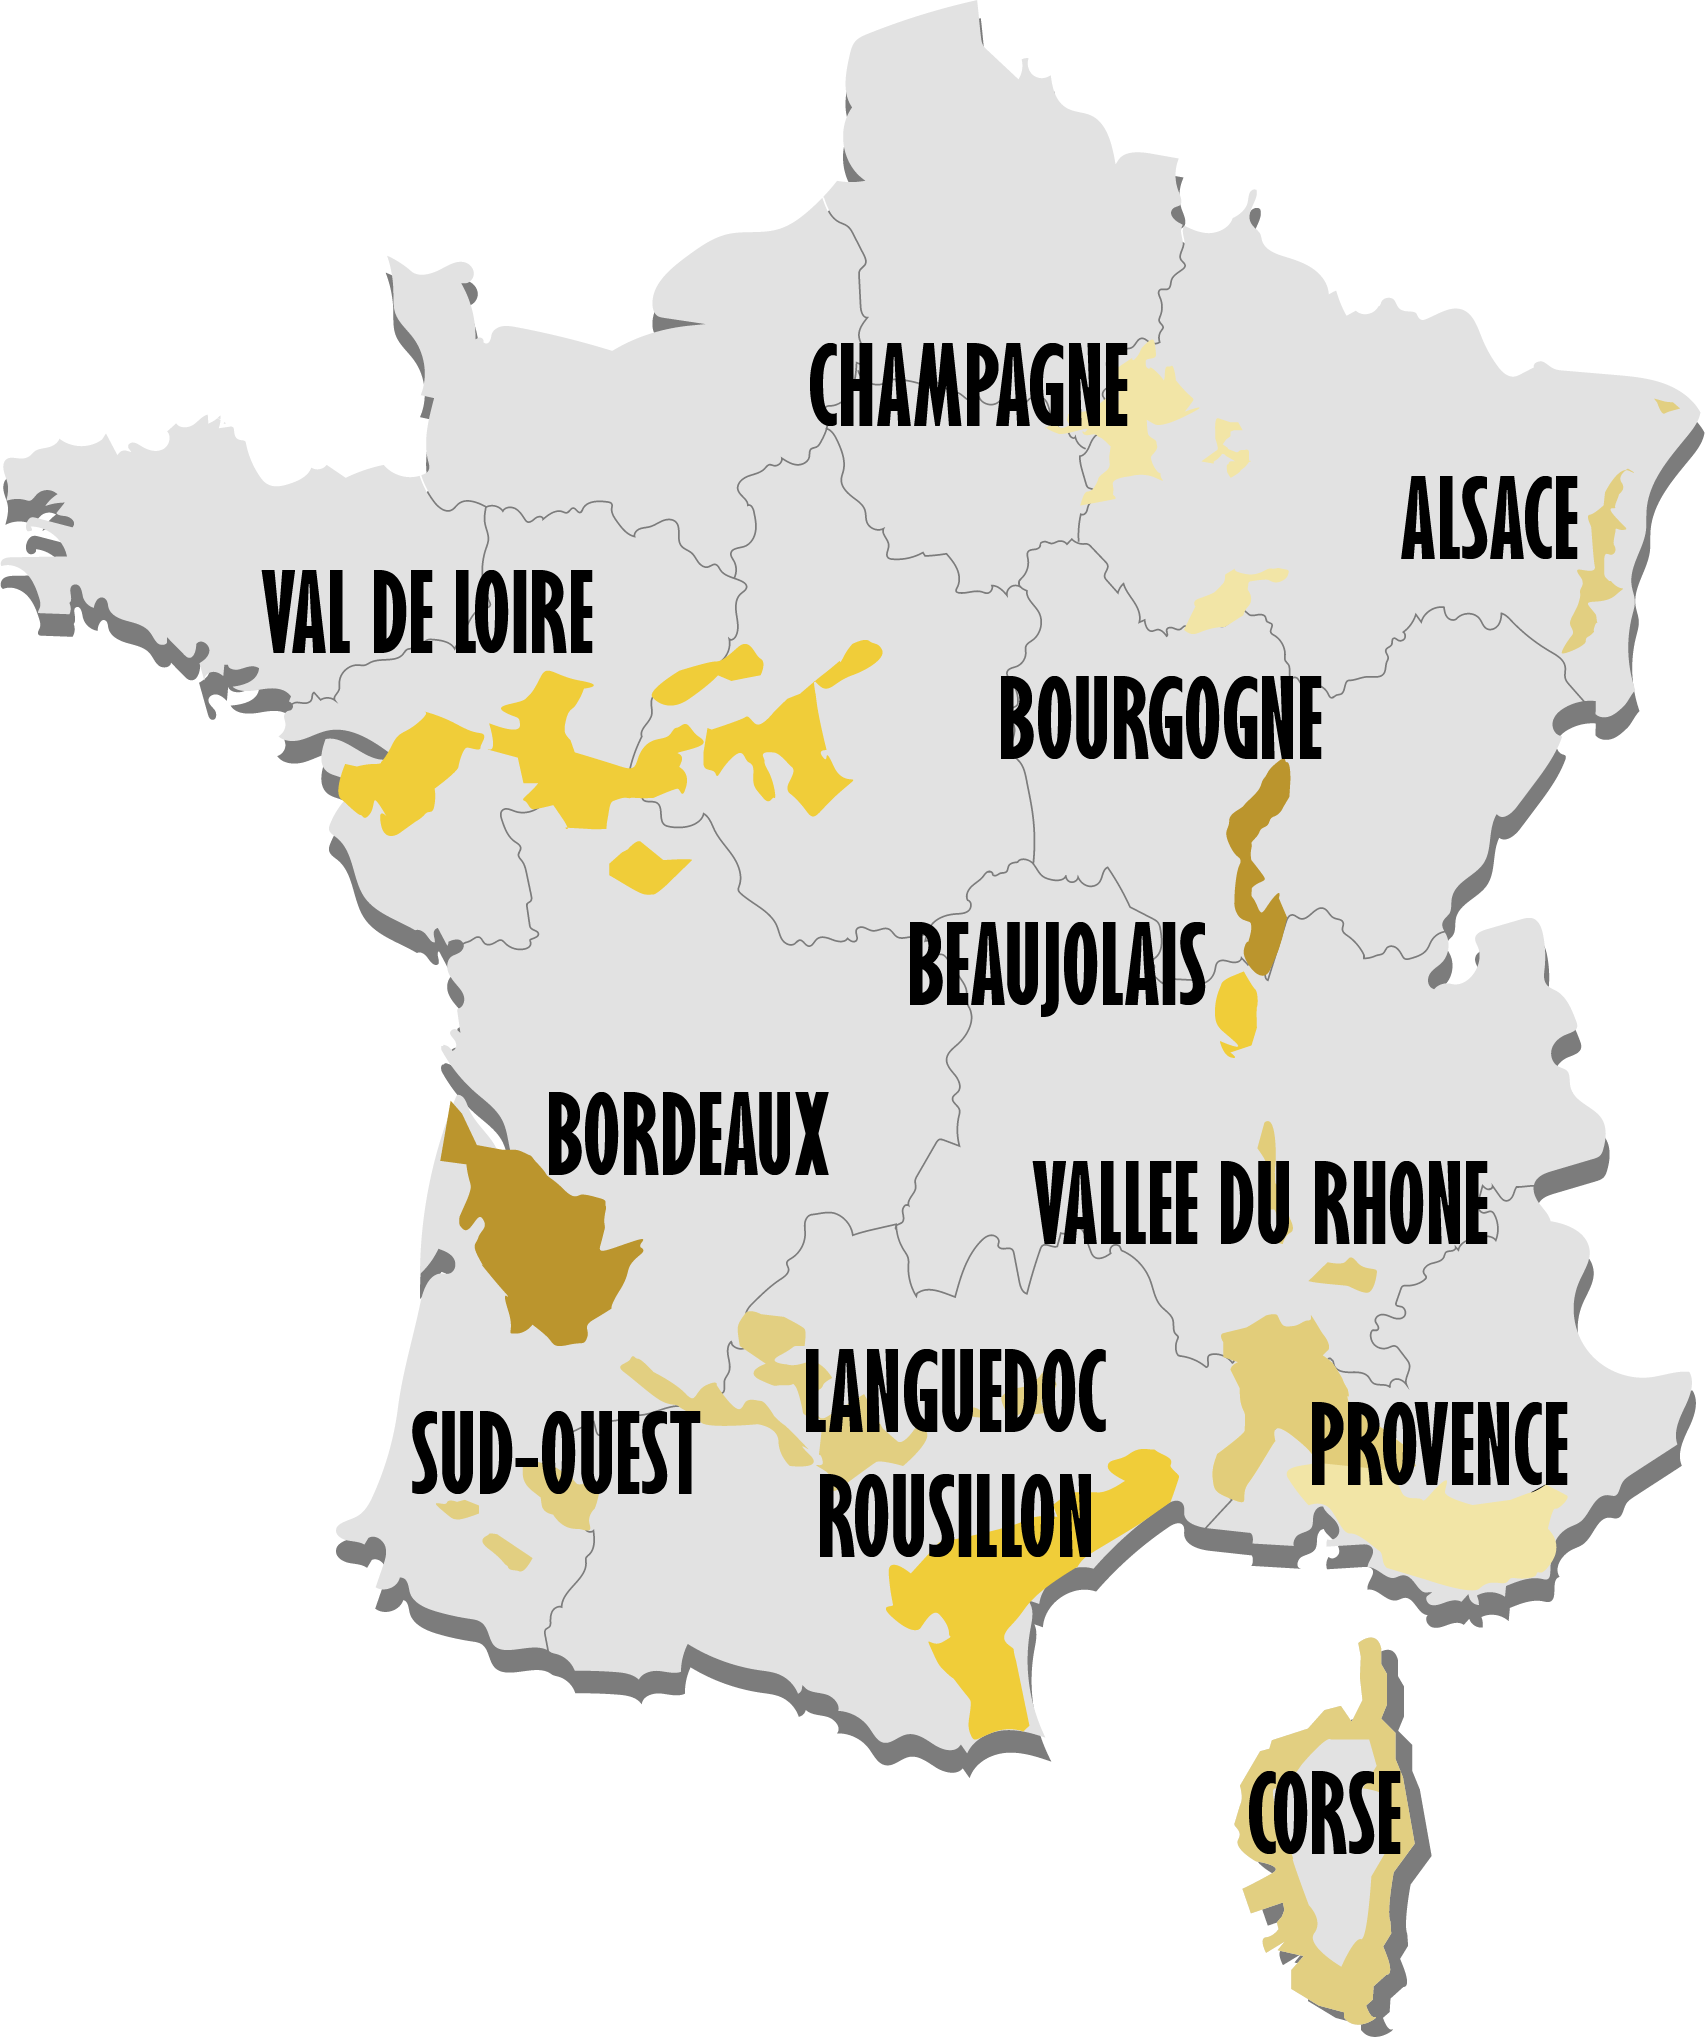 CHAMPAGNE
ALSACE
VAL DE LOIRE
BOURGOGNE
BEAUJOLAIS
BORDEAUX
VALLEE DU RHONE
LANGUEDOC
ROUSILLON
PROVENCE
SUD-OUEST
CORSE